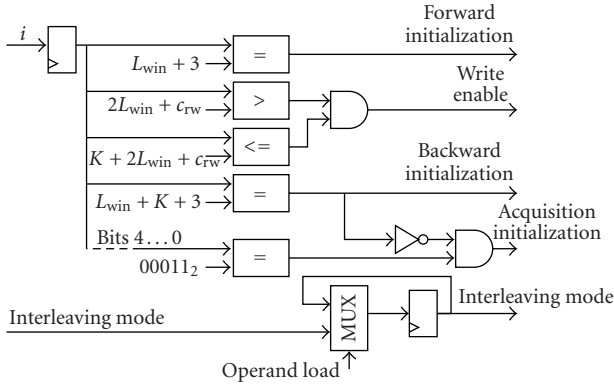 i
Forward
initialization
L_win + 3
=
Write
enable
2L_win + c_rw
>
K + 2L_win + c_rw
<=
Backward
initialization
L_win + K + 3
=
Acquisition
initialization
Bits 4...0
00011₂
=
Interleaving mode
MUX
Interleaving mode
Operand load